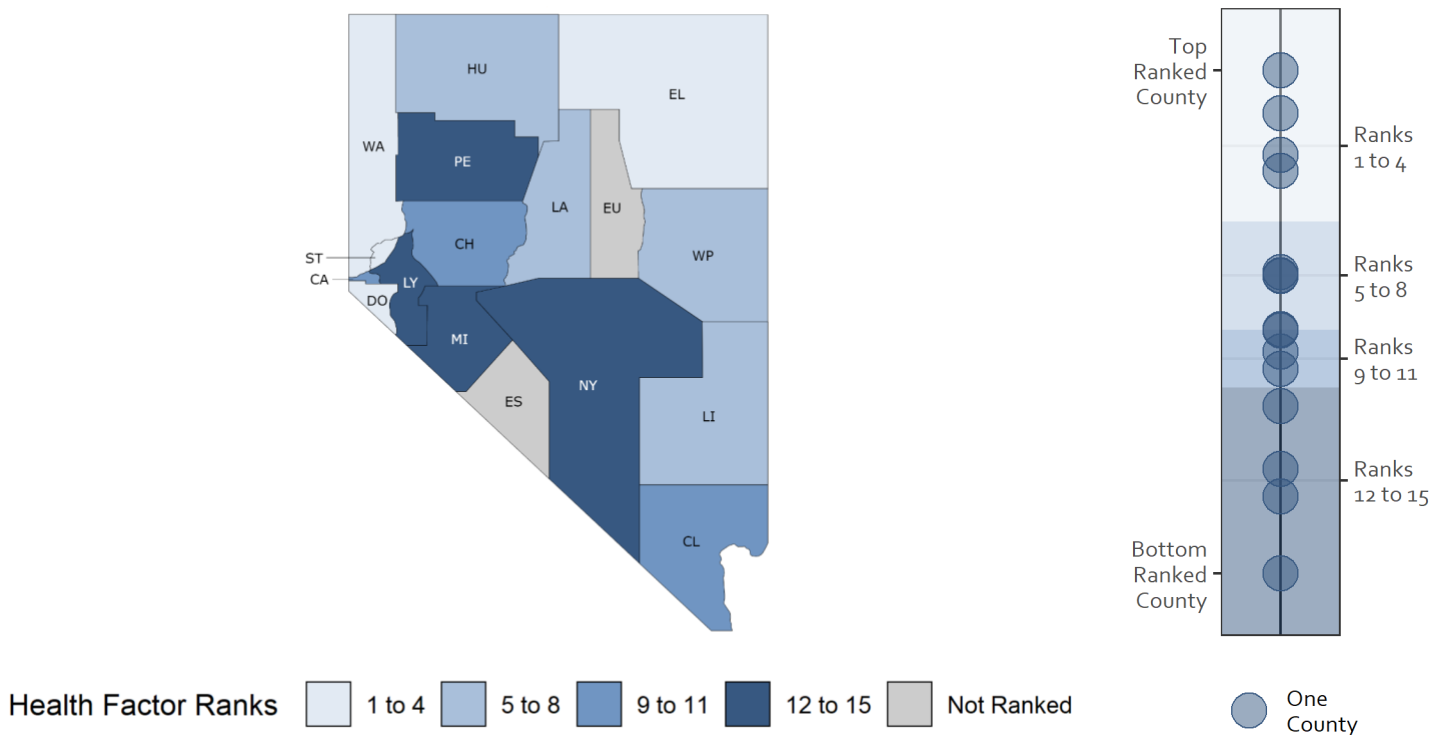 HU
EL
WA
PE
LA
EU
CH
WP
ST
CA
LY
DO
MI
NY
ES
LI
CL
Top
Ranked
County
Ranks
1 to 4
Ranks
5 to 8
Ranks
9 to 11
Ranks
12 to 15
Bottom
Ranked
County
Health Factor Ranks
1 to 4
5 to 8
9 to 11
12 to 15
Not Ranked
One
County